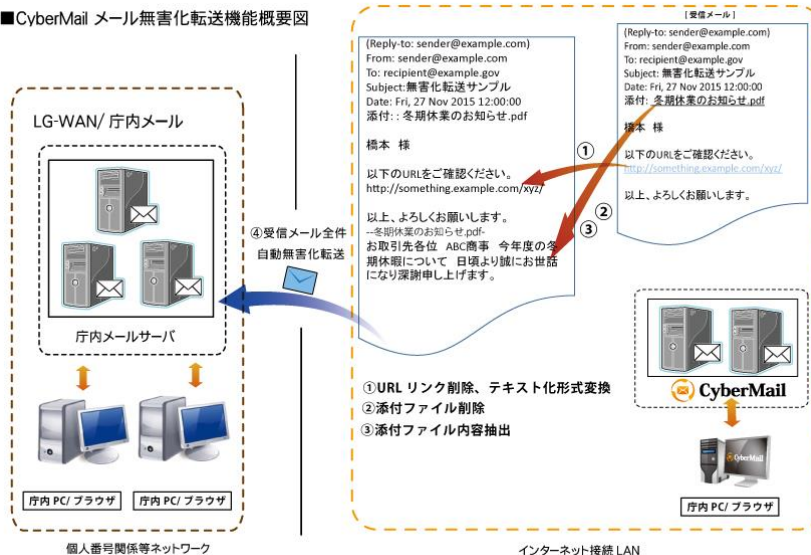 ■CyberMail メール無害化転送機能概要図
LG-WAN/ 庁内メール
庁内メールサーバ
庁内 PC/ ブラウザ
庁内 PC/ ブラウザ
個人番号関係等ネットワーク
④受信メール全件
自動無害化転送
(Reply-to: sender@example.com)
From: sender@example.com
To: recipient@example.gov
Subject:無害化転送サンプル
Date: Fri, 27 Nov 2015 12:00:00
添付: : 冬期休業のお知らせ.pdf
橋本 様
以下のURLをご確認ください。
http://something.example.com/xyz/
以上、よろしくお願いします。
--冬期休業のお知らせ.pdf-
お取引先各位 ABC商事 今年度の冬
期休暇について 日頃より誠にお世話
になり深謝申し上げます。
①
②
③
[ 受信メール ]
(Reply-to: sender@example.com)
From: sender@example.com
To: recipient@example.gov
Subject: 無害化転送サンプル
Date: Fri, 27 Nov 2015 12:00:00
添付: 冬期休業のお知らせ.pdf
橋本 様
以下のURLをご確認ください。
http://something.example.com/xyz/
以上、よろしくお願いします。
①URL リンク削除、テキスト化形式変換
②添付ファイル削除
③添付ファイル内容抽出
CyberMail
CyberMail
庁内 PC/ ブラウザ
インターネット接続 LAN